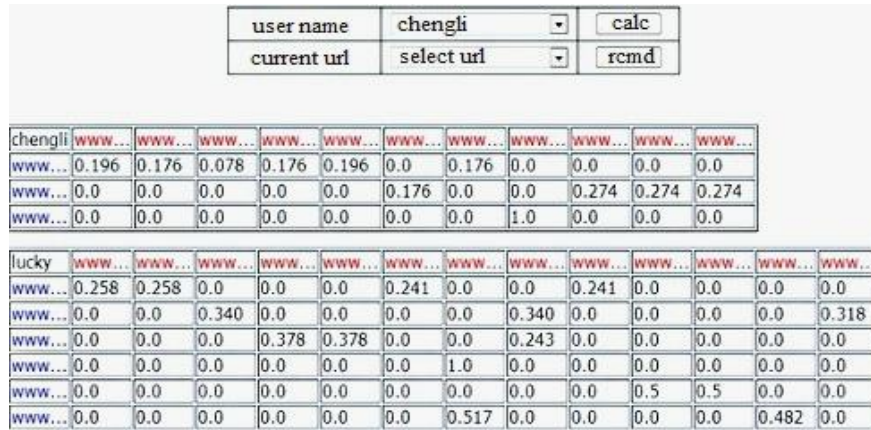 user name chengli calc
current url select url rcmd
chengli www... www... www... www... www... www... www... www... www... www... www...
www... 0.196 0.176 0.078 0.176 0.196 0.0 0.176 0.0 0.0 0.0 0.0
www... 0.0 0.0 0.0 0.0 0.0 0.176 0.0 0.0 0.274 0.274 0.274
www... 0.0 0.0 0.0 0.0 0.0 0.0 0.0 1.0 0.0 0.0 0.0
lucky www... www... www... www... www... www... www... www... www... www... www... www... www...
www... 0.258 0.258 0.0 0.0 0.0 0.241 0.0 0.0 0.241 0.0 0.0 0.0 0.0
www... 0.0 0.0 0.340 0.0 0.0 0.0 0.0 0.340 0.0 0.0 0.0 0.0 0.318
www... 0.0 0.0 0.0 0.378 0.378 0.0 0.0 0.243 0.0 0.0 0.0 0.0 0.0
www... 0.0 0.0 0.0 0.0 0.0 0.0 1.0 0.0 0.0 0.0 0.0 0.0 0.0
www... 0.0 0.0 0.0 0.0 0.0 0.0 0.0 0.0 0.0 0.5 0.5 0.0 0.0
www... 0.0 0.0 0.0 0.0 0.0 0.0 0.517 0.0 0.0 0.0 0.0 0.482 0.0